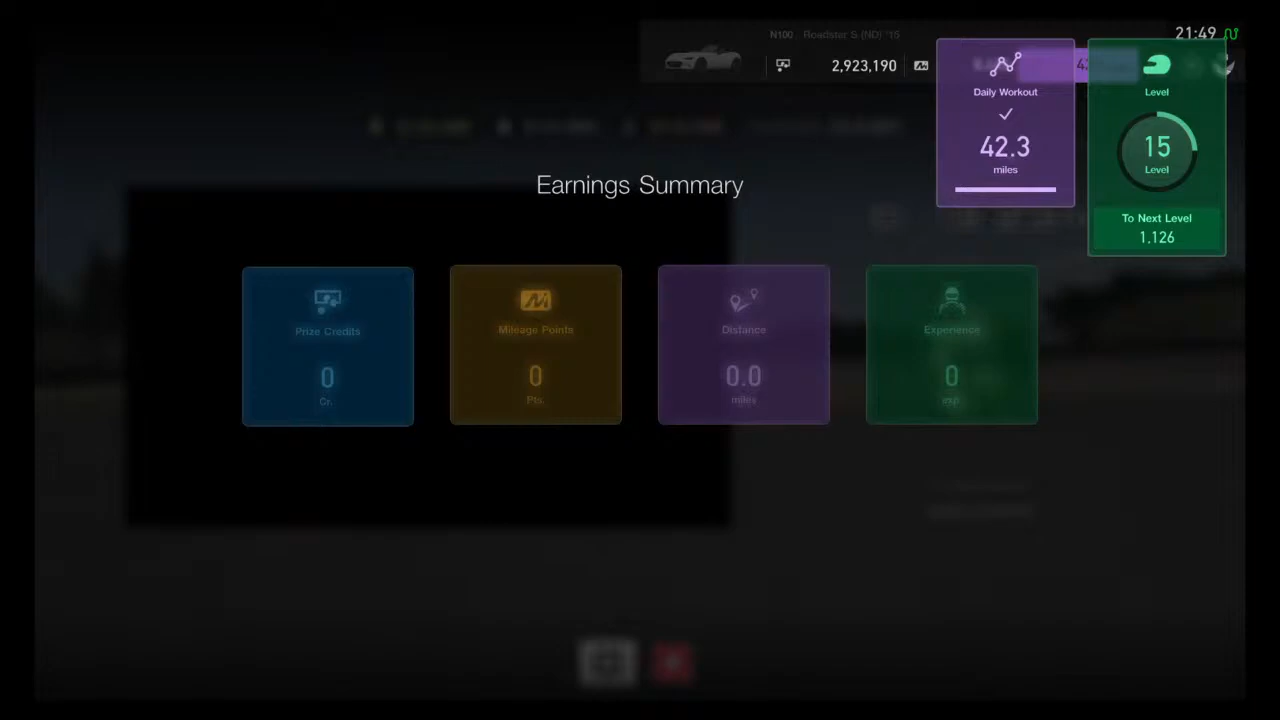 N100 Roadster S (ND) '15
21:49
2,923,190
Daily Workout
42.3
miles
Level
15
Level
To Next Level
1,126
Earnings Summary
Prize Credits
0
Cr.
Mileage Points
0
Pts.
Distance
0.0
miles
Experience
0
exp.